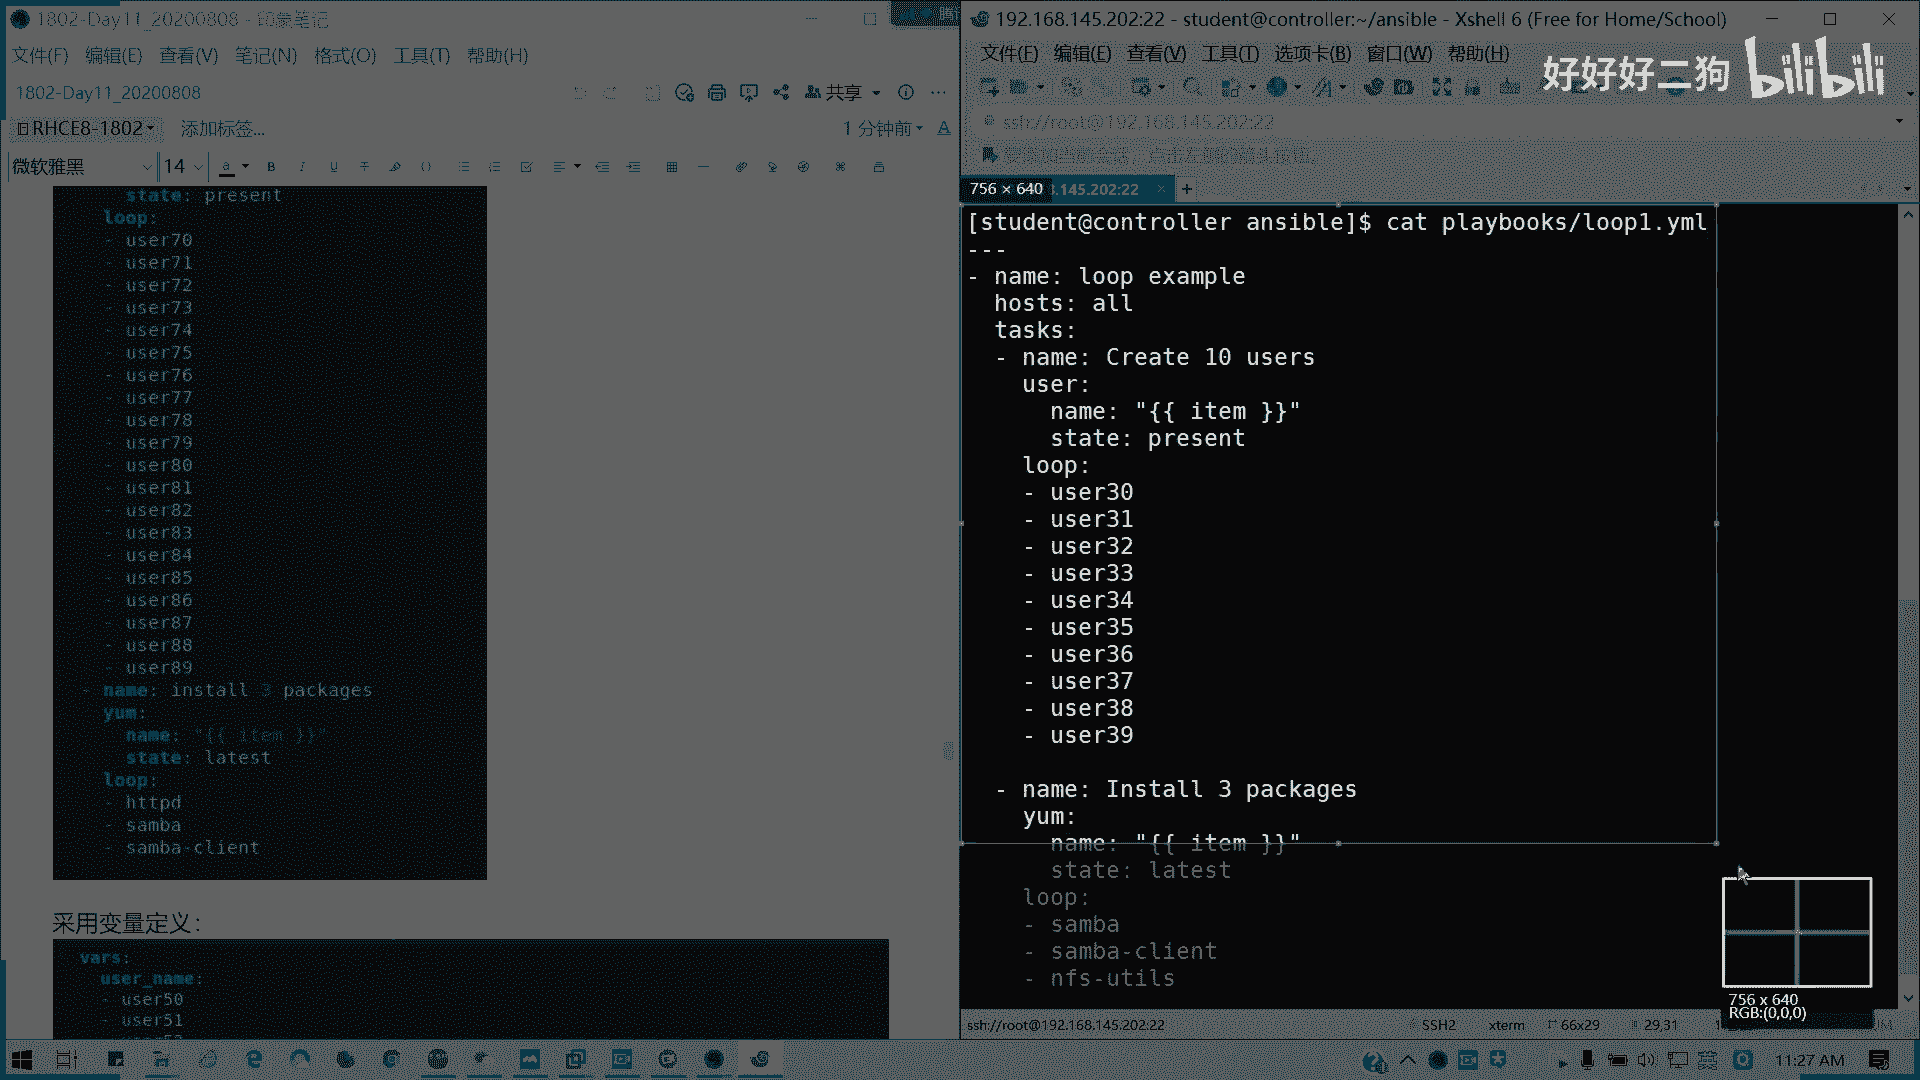 1802-Day11_20200808 - 印象笔记
文件(F) 编辑(E) 查看(V) 笔记(N) 格式(O) 工具(T) 帮助(H)
1802-Day11_20200808
共享
RHCE8-1802
添加标签...
1 分钟前
微软雅黑
14
state: present
loop:
- user70
- user71
- user72
- user73
- user74
- user75
- user76
- user77
- user78
- user79
- user80
- user81
- user82
- user83
- user84
- user85
- user86
- user87
- user88
- user89
- name: install 3 packages
yum:
name: "{{ item }}"
state: latest
loop:
- httpd
- samba
- samba-client
采用变量定义：
vars:
user_name:
- user50
- user51
192.168.145.202:22 - student@controller:~/ansible - Xshell 6 (Free for Home/School)
文件(F) 编辑(E) 查看(V) 工具(T) 选项卡(B) 窗口(W) 帮助(H)
好好好二狗 bilibili
ssh://root@192.168.145.202:22
756 × 640
.145.202:22
[student@controller ansible]$ cat playbooks/loop1.yml
---
- name: loop example
hosts: all
tasks:
- name: Create 10 users
user:
name: "{{ item }}"
state: present
loop:
- user30
- user31
- user32
- user33
- user34
- user35
- user36
- user37
- user38
- user39
- name: Install 3 packages
yum:
name: "{{ item }}"
state: latest
loop:
- samba
- samba-client
- nfs-utils
756 x 640
RGB:(0,0,0)
ssh://root@192.168.145.202:22
SSH2
xterm
66x29
29,31
英
11:27 AM